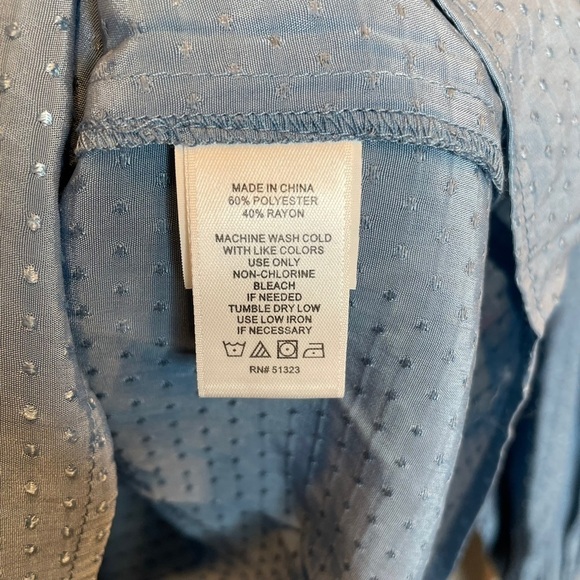 MADE IN CHINA
60% POLYESTER
40% RAYON
MACHINE WASH COLD
WITH LIKE COLORS
USE ONLY
NON-CHLORINE
BLEACH
IF NEEDED
TUMBLE DRY LOW
USE LOW IRON
IF NECESSARY
RN# 51323